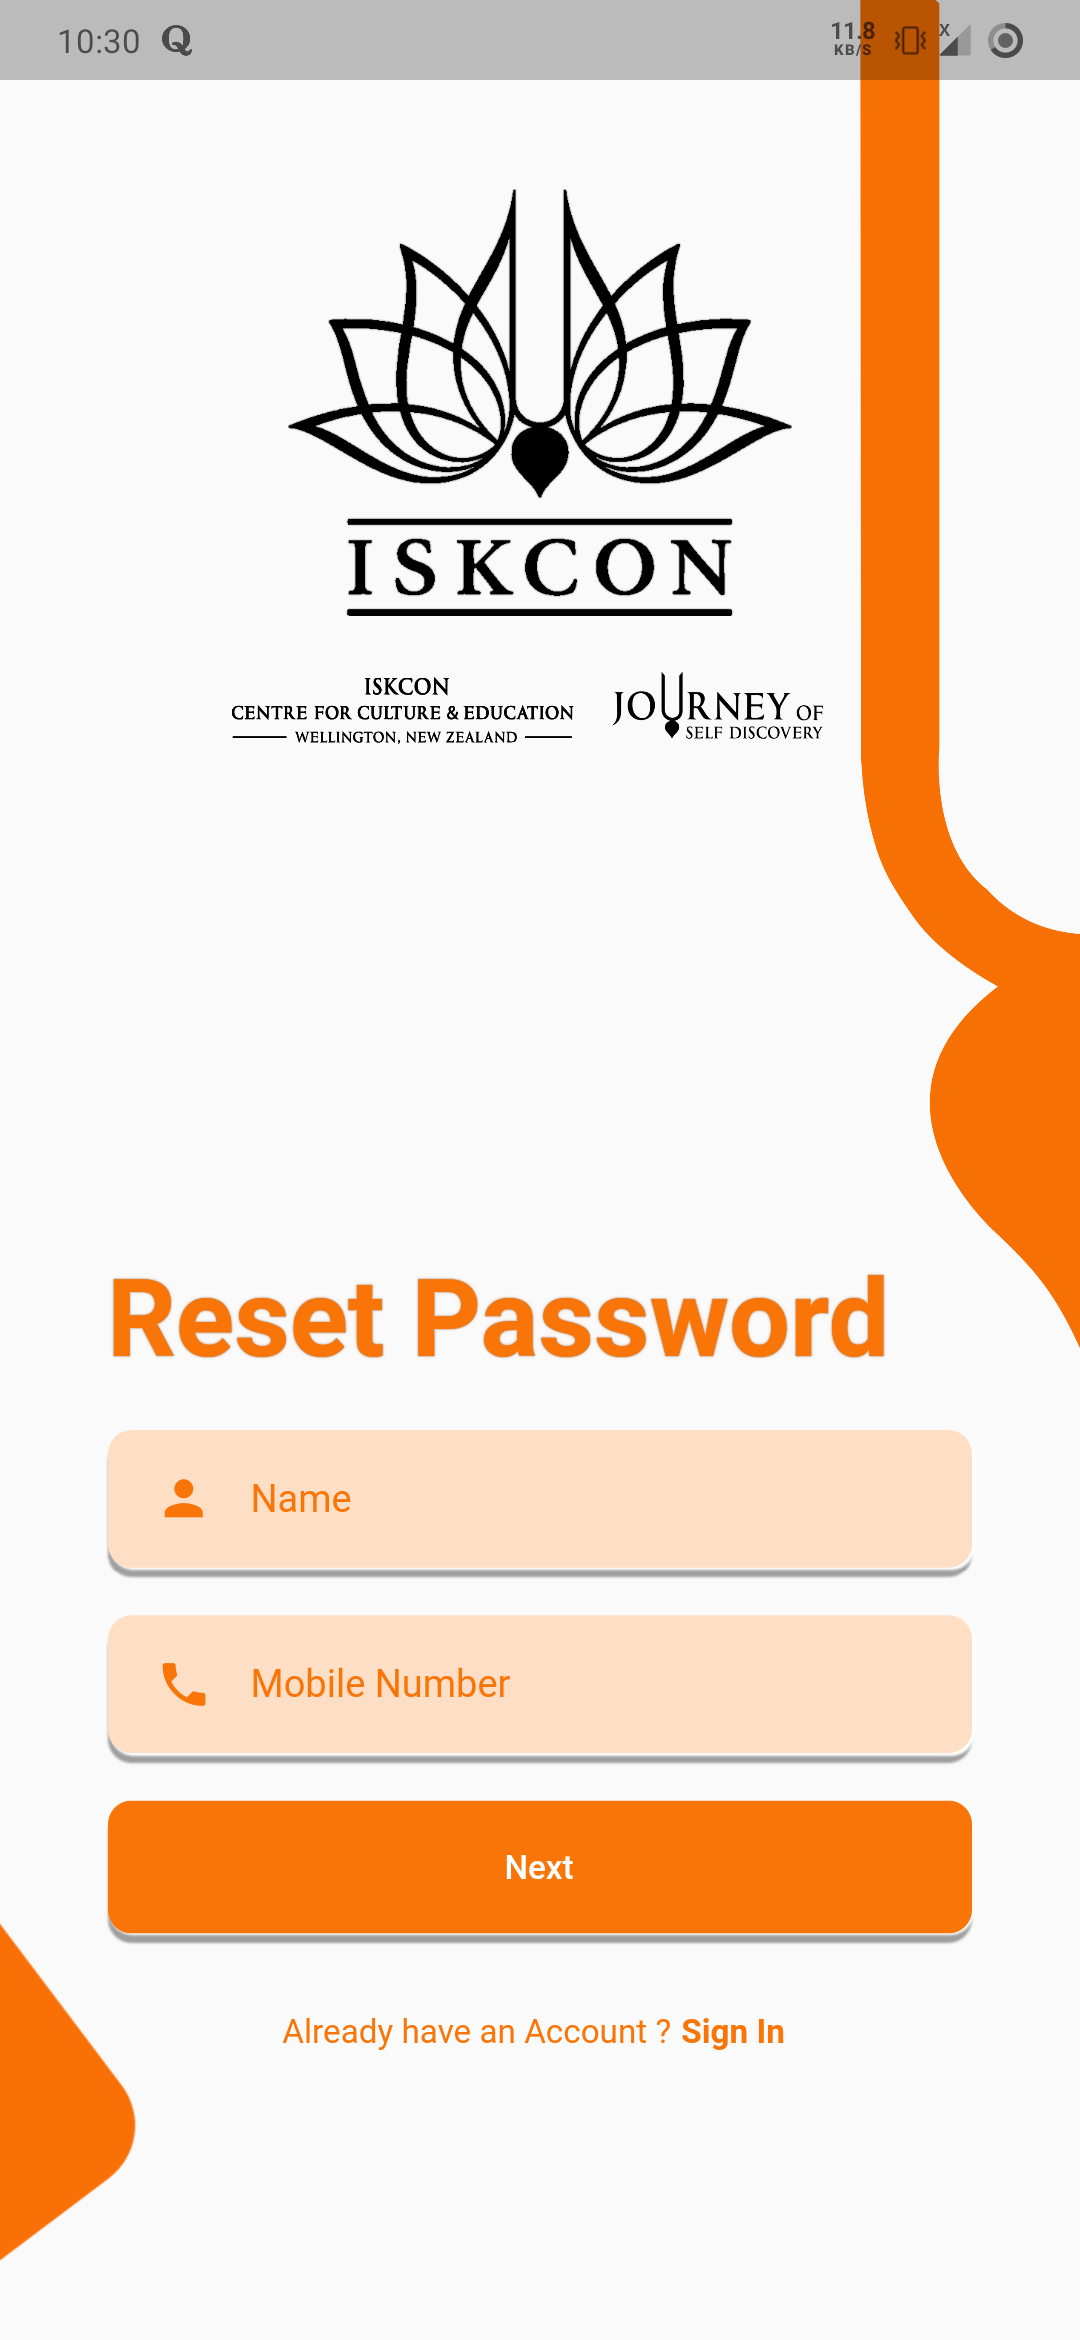 10:30 Q 11.8 KB/S X
ISKCON
ISKCON
CENTRE FOR CULTURE & EDUCATION
WELLINGTON, NEW ZEALAND
JOURNEY OF
SELF DISCOVERY
Reset Password
Name
Mobile Number
Next
Already have an Account ? Sign In